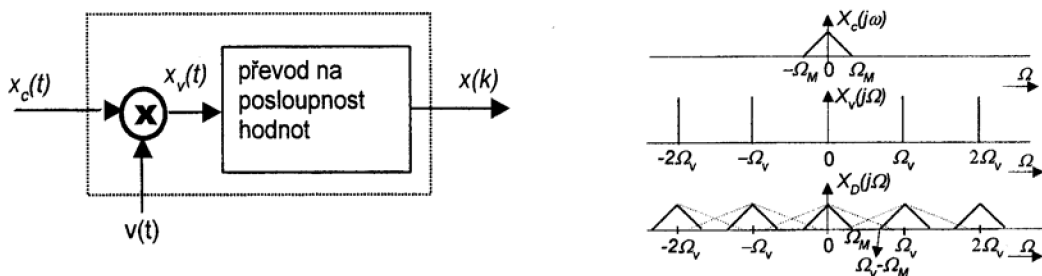 x_c(t)
x_v(t)
převod na
posloupnost
hodnot
x(k)
x
v(t)
X_c(jω)
-Ω_M 0 Ω_M Ω
X_v(jΩ)
-2Ω_v -Ω_v 0 Ω_v 2Ω_v Ω
X_D(jΩ)
-2Ω_v -Ω_v 0 Ω_M Ω_v 2Ω_v Ω
Ω_v-Ω_M